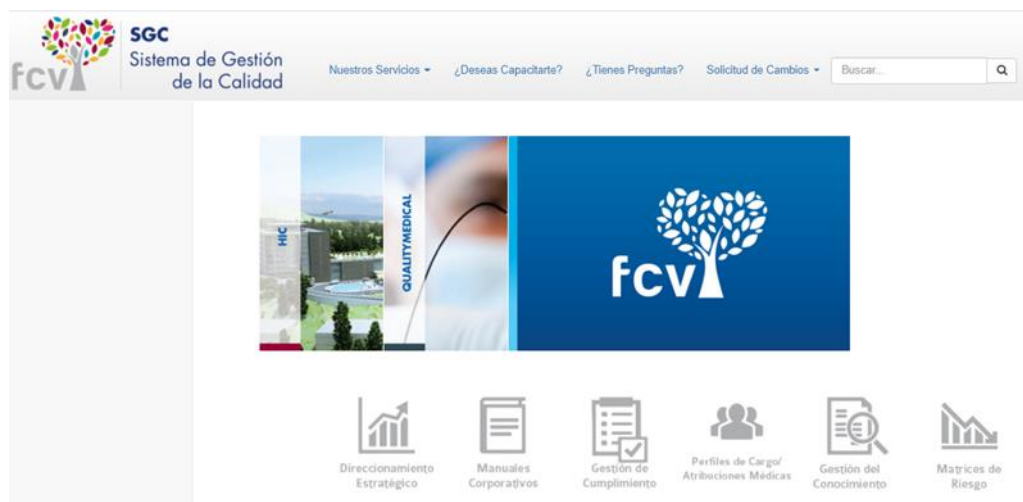 fcv
SGC
Sistema de Gestión
de la Calidad
Nuestros Servicios
¿Deseas Capacitarte?
¿Tienes Preguntas?
Solicitud de Cambios
Buscar...
HIC
QUALITYMEDICAL
fcv
Direccionamiento
Estratégico
Manuales
Corporativos
Gestión de
Cumplimiento
Perfiles de Cargo/
Atribuciones Médicas
Gestión del
Conocimiento
Matrices de
Riesgo